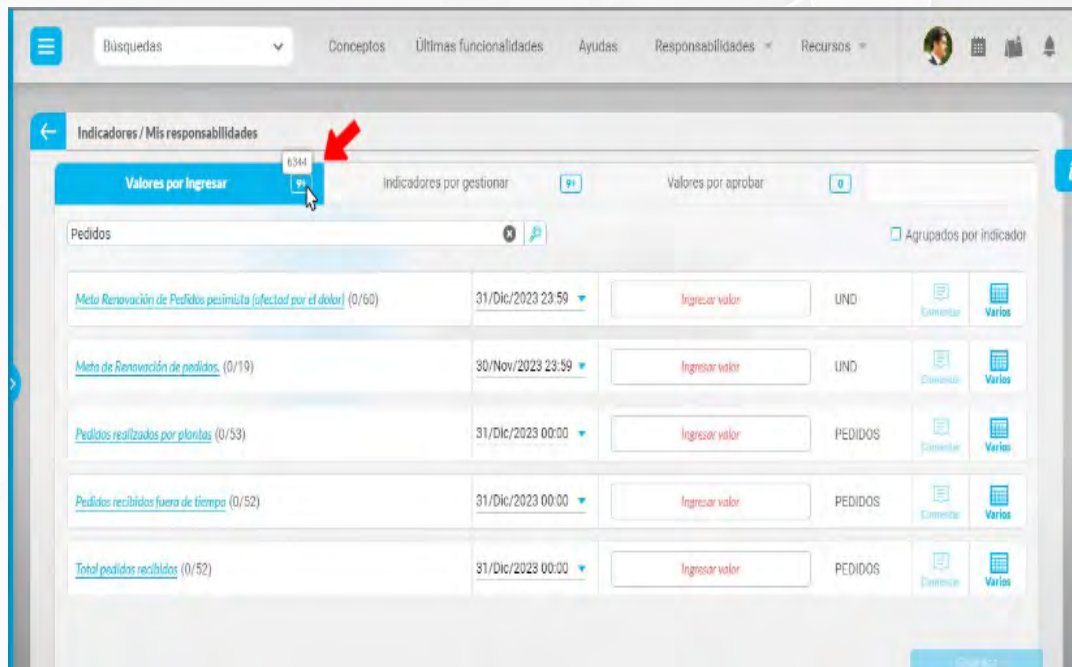 Búsquedas Conceptos Últimas funcionalidades Ayudas Responsabilidades Recursos
Indicadores / Mis responsabilidades
6344
Valores por Ingresar 9+ Indicadores por gestionar 9+ Valores por aprobar 0
Pedidos Agrupados por indicador
Meta Renovación de Pedidos pesimista (afectad por el dolor) (0/60) 31/Dic/2023 23:59 Ingresar valor UND Comentar Varios
Meta de Renovación de pedidos. (0/19) 30/Nov/2023 23:59 Ingresar valor UND Comentar Varios
Pedidos realizados por plantas (0/53) 31/Dic/2023 00:00 Ingresar valor PEDIDOS Comentar Varios
Pedidos recibidos fuera de tiempo (0/52) 31/Dic/2023 00:00 Ingresar valor PEDIDOS Comentar Varios
Total pedidos recibidos (0/52) 31/Dic/2023 00:00 Ingresar valor PEDIDOS Comentar Varios